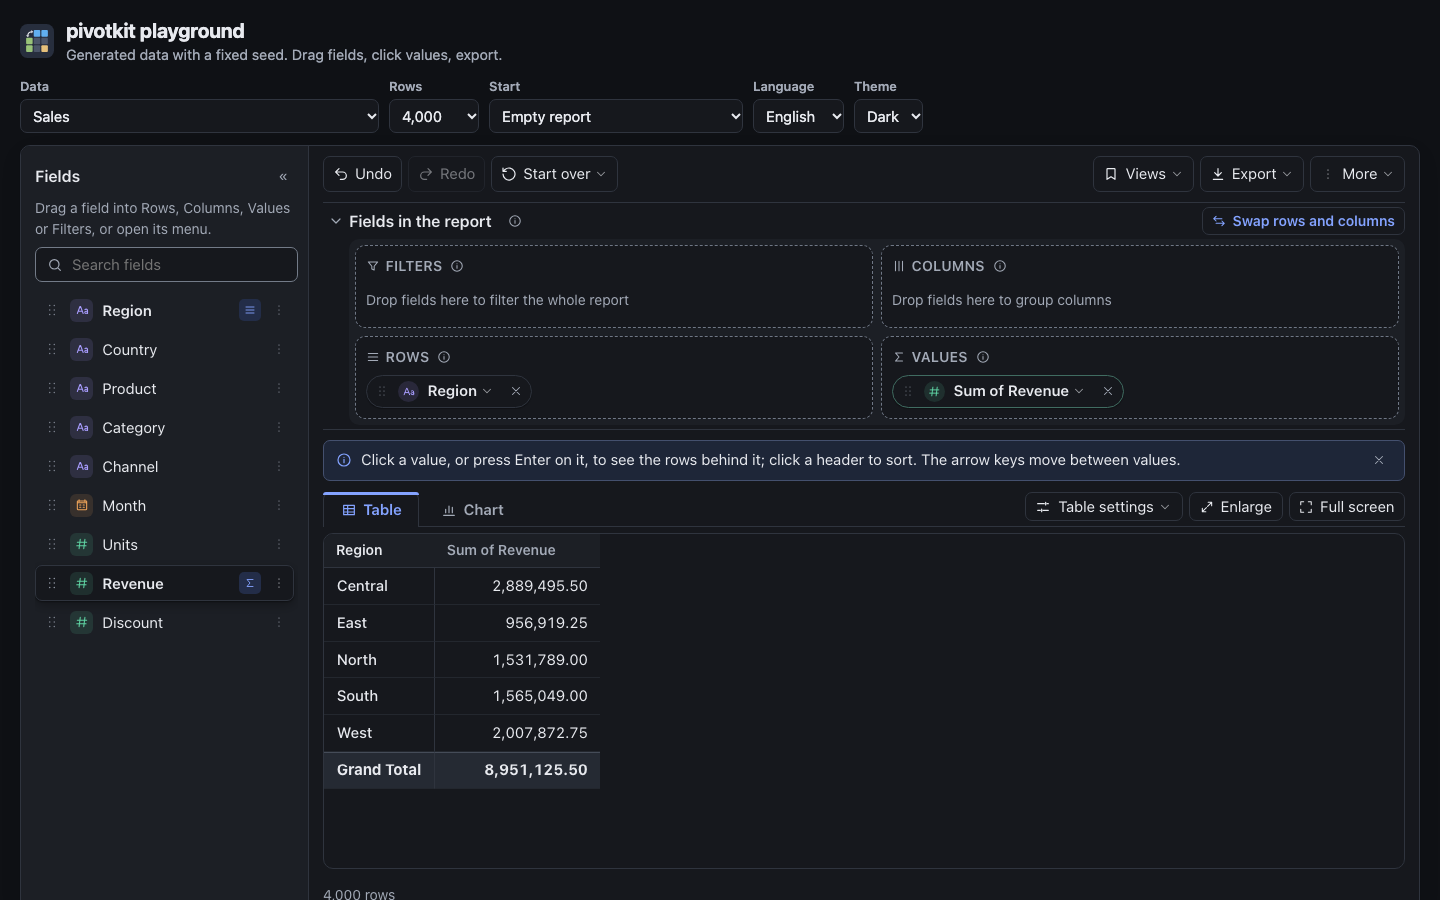 pivotkit playground
Generated data with a fixed seed. Drag fields, click values, export.
Data Rows Start Language Theme
Sales 4,000 Empty report English Dark
Fields «
Drag a field into Rows, Columns, Values
or Filters, or open its menu.
Search fields
Aa Region
Aa Country
Aa Product
Aa Category
Aa Channel
Month
# Units
# Revenue Σ
# Discount
Undo Redo Start over Views Export More
Fields in the report Swap rows and columns
FILTERS
Drop fields here to filter the whole report
COLUMNS
Drop fields here to group columns
ROWS
Aa Region ×
Σ VALUES
# Sum of Revenue ×
Click a value, or press Enter on it, to see the rows behind it; click a header to sort. The arrow keys move between values. ×
Table Chart Table settings Enlarge Full screen
Region Sum of Revenue
Central 2,889,495.50
East 956,919.25
North 1,531,789.00
South 1,565,049.00
West 2,007,872.75
Grand Total 8,951,125.50
4,000 rows